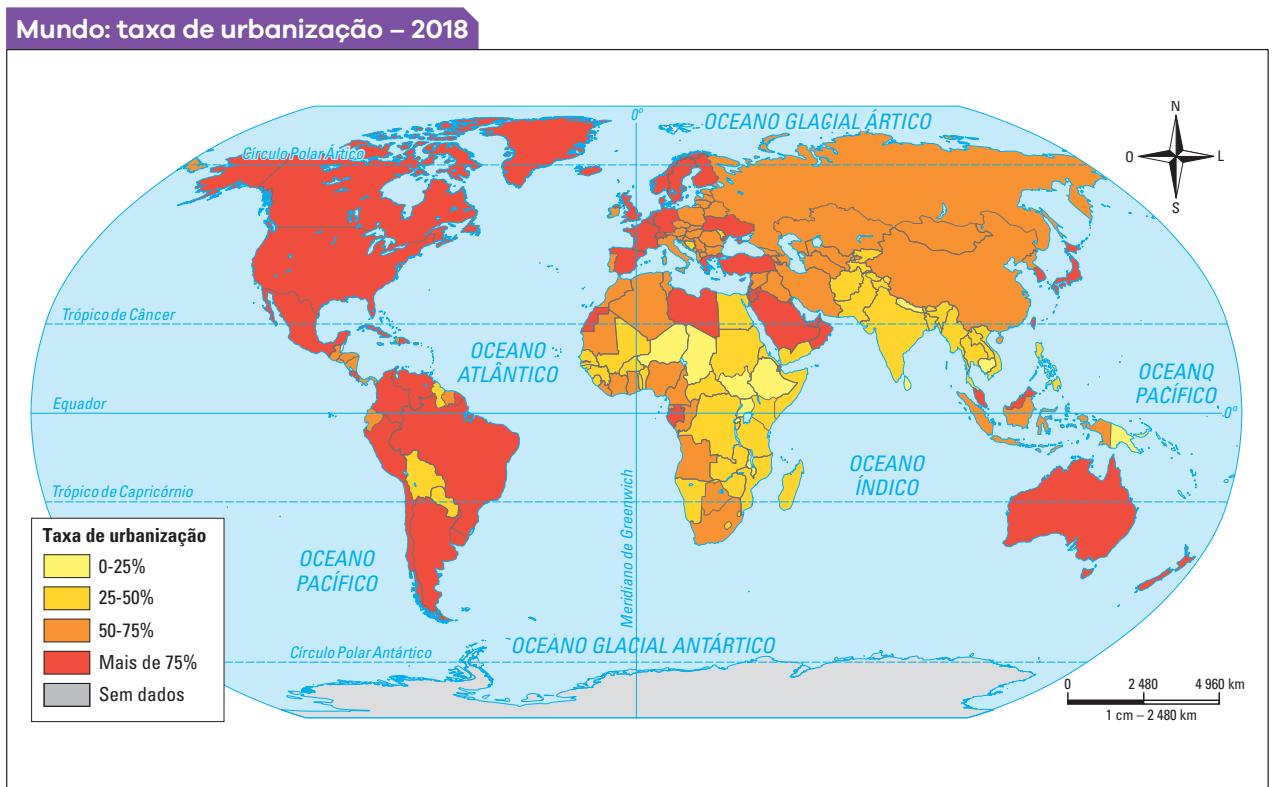 Mundo: taxa de urbanização – 2018
0º
OCEANO GLACIAL ÁRTICO
N
O
L
S
Círculo Polar Ártico
Trópico de Câncer
OCEANO
ATLÂNTICO
OCEANO
PACÍFICO
Equador
0º
OCEANO
ÍNDICO
Trópico de Capricórnio
Meridiano de Greenwich
OCEANO
PACÍFICO
OCEANO GLACIAL ANTÁRTICO
Círculo Polar Antártico
Taxa de urbanização
0-25%
25-50%
50-75%
Mais de 75%
Sem dados
0 2 480 4 960 km
1 cm – 2 480 km